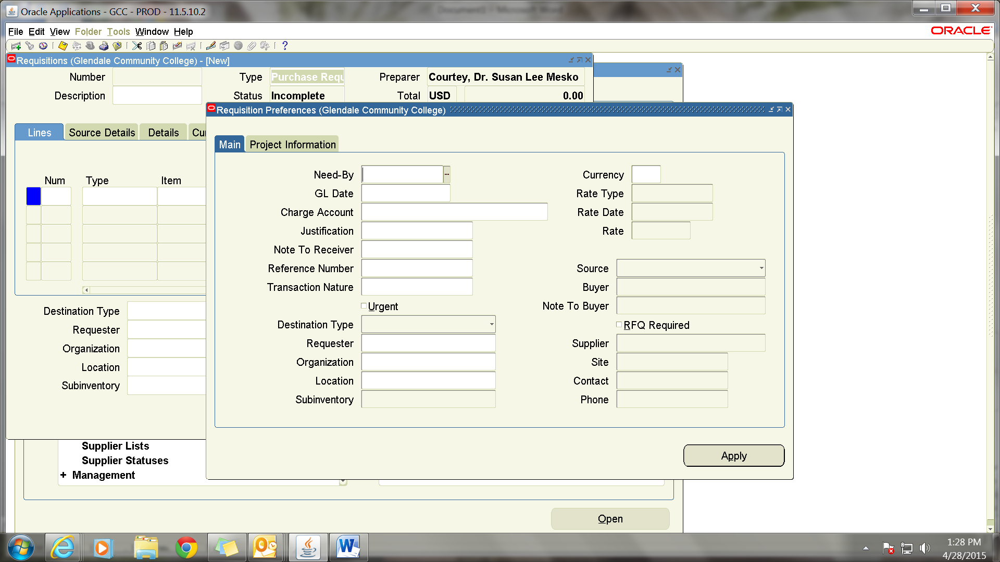 Oracle Applications - GCC - PROD - 11.5.10.2
File Edit View Folder Tools Window Help
ORACLE
Requisitions (Glendale Community College) - [New]
Number
Type Purchase Requ
Preparer Courtey, Dr. Susan Lee Mesko
Description
Status Incomplete
Total USD 0.00
Requisition Preferences (Glendale Community College)
Lines Source Details Details Cu
Main Project Information
Num Type Item
Need-By
Currency
GL Date
Rate Type
Charge Account
Rate Date
Justification
Rate
Note To Receiver
Reference Number
Source
Transaction Nature
Buyer
Urgent
Note To Buyer
Destination Type
RFQ Required
Requester
Supplier
Organization
Site
Location
Contact
Subinventory
Phone
Destination Type
Requester
Organization
Location
Subinventory
Apply
Supplier Lists
Supplier Statuses
+ Management
Open
1:28 PM
4/28/2015